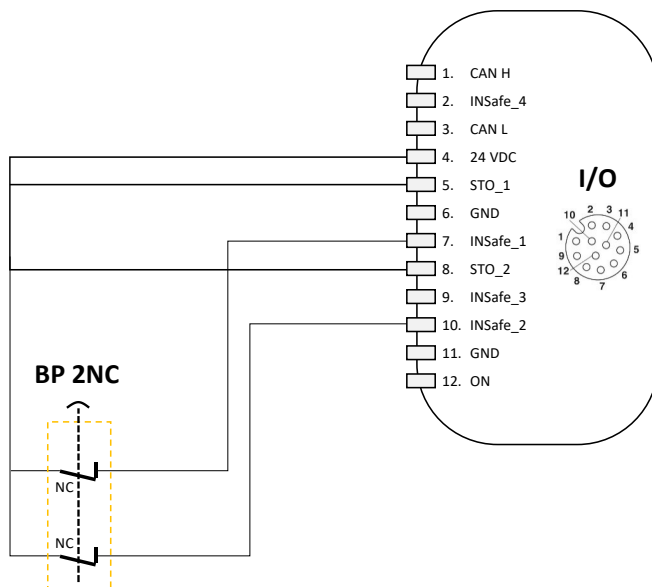 1. CAN H
2. INSafe_4
3. CAN L
4. 24 VDC
5. STO_1
6. GND
7. INSafe_1
8. STO_2
9. INSafe_3
10. INSafe_2
11. GND
12. ON
I/O
2 3 11
10 4
1
5
9
12 6
8 7
BP 2NC
NC
NC